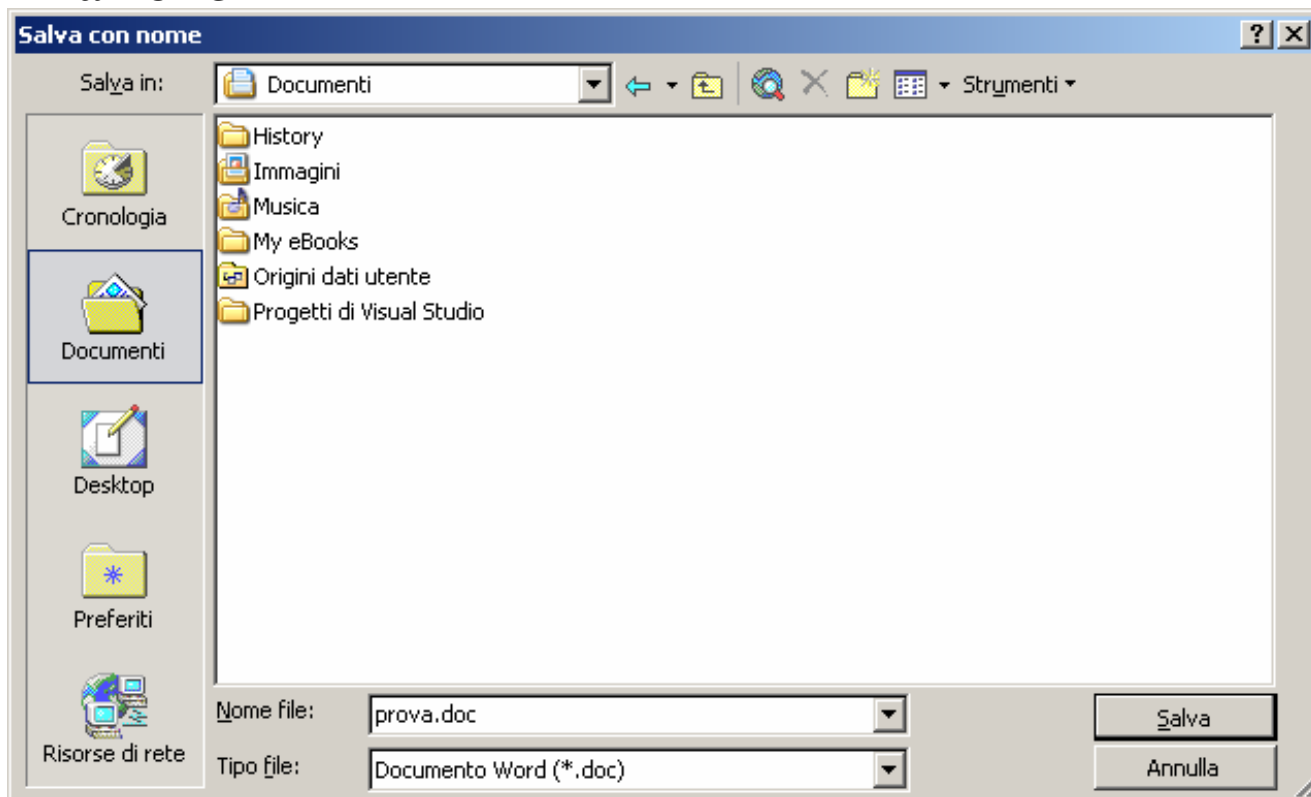 Salva con nome
Salva in:
Documenti
Strumenti
Cronologia
Documenti
Desktop
Preferiti
Risorse di rete
History
Immagini
Musica
My eBooks
Origini dati utente
Progetti di Visual Studio
Nome file:
prova.doc
Salva
Tipo file:
Documento Word (*.doc)
Annulla